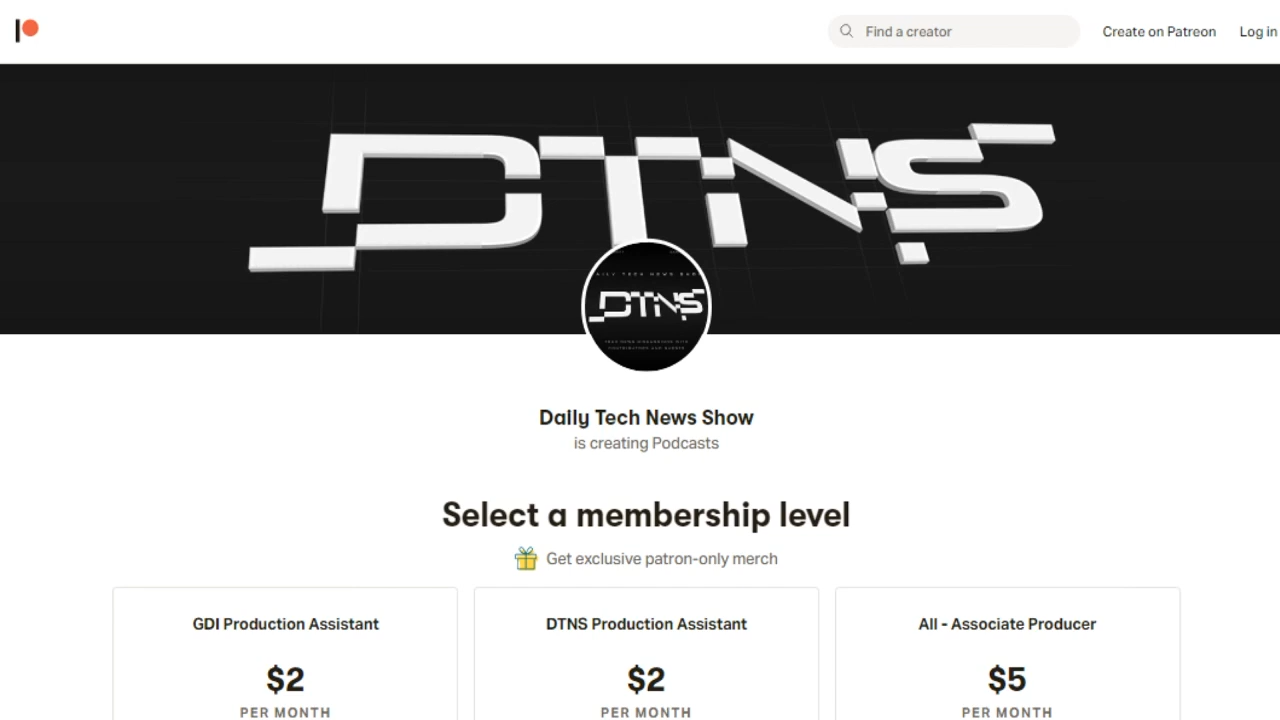 Find a creator
Create on Patreon
Log in
DTNS
DTNS
Daily Tech News Show
is creating Podcasts
Select a membership level
Get exclusive patron-only merch
GDI Production Assistant
$2
PER MONTH
DTNS Production Assistant
$2
PER MONTH
All - Associate Producer
$5
PER MONTH